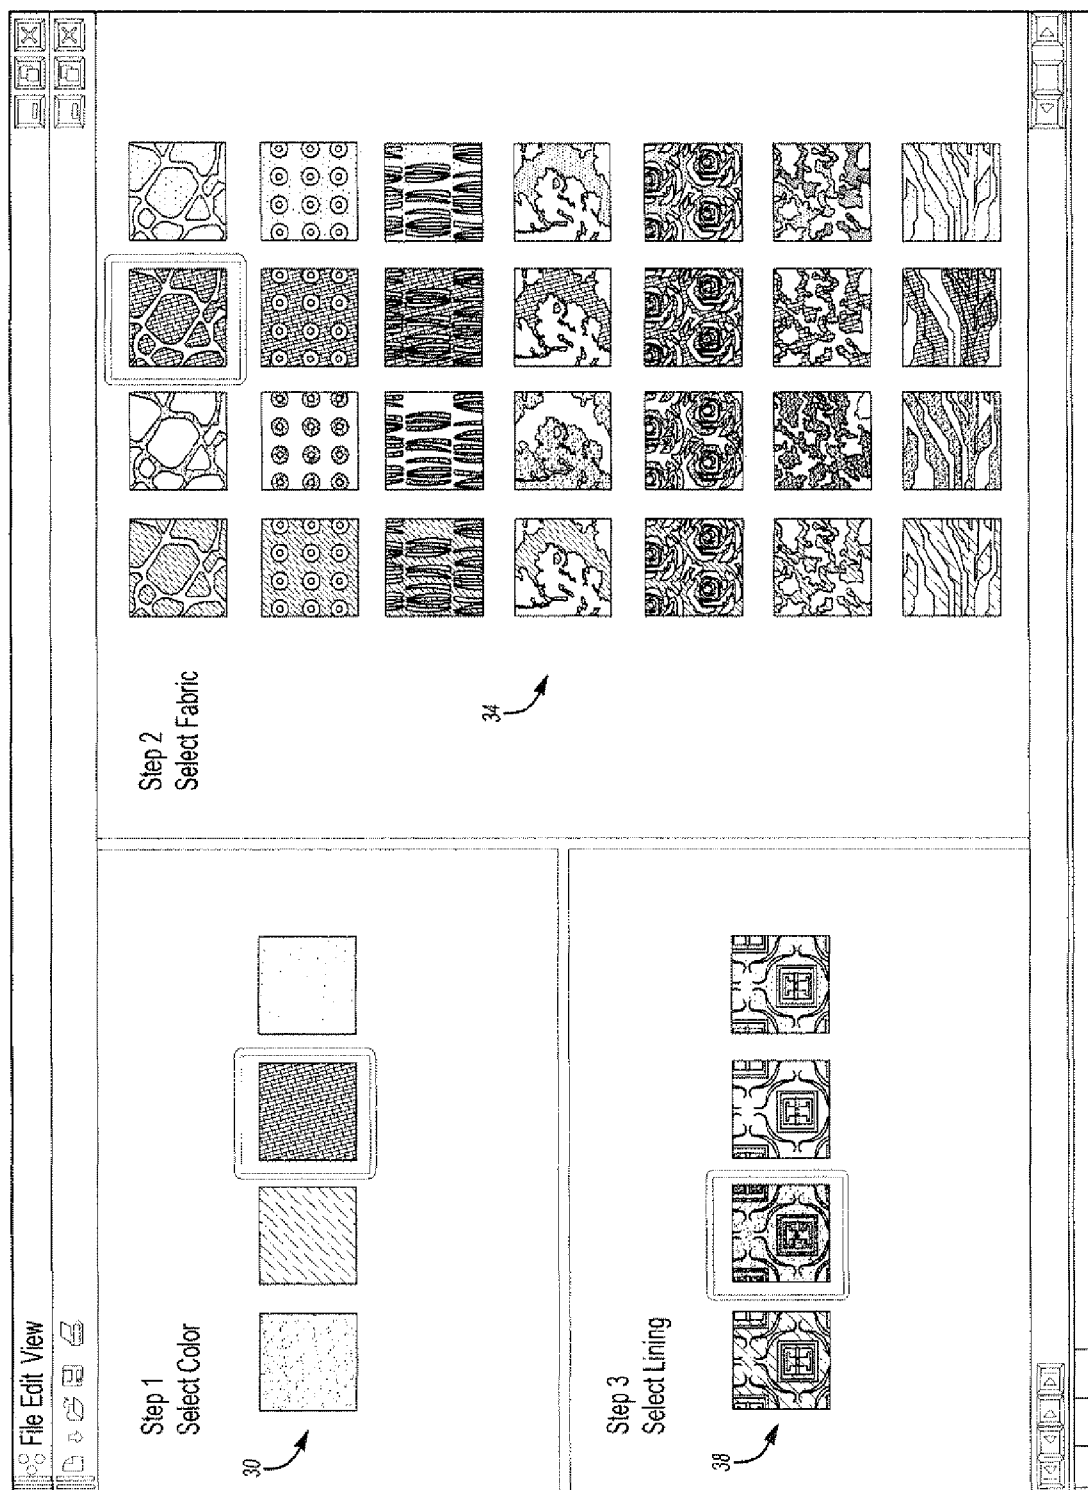 File Edit View
Step 1
Select Color
30
Step 2
Select Fabric
34
Step 3
Select Lining
38